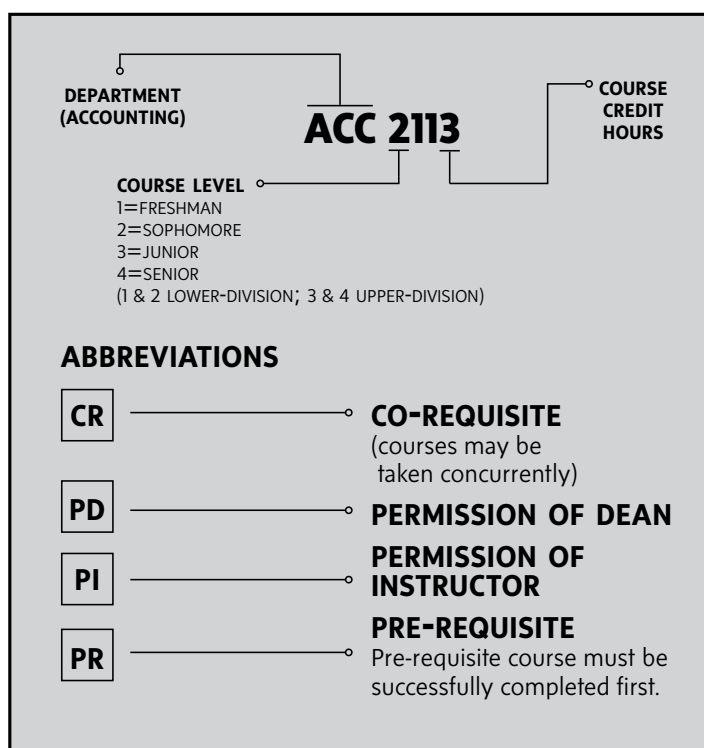 DEPARTMENT
(ACCOUNTING)
ACC 2113
COURSE
CREDIT
HOURS
COURSE LEVEL
1=FRESHMAN
2=SOPHOMORE
3=JUNIOR
4=SENIOR
(1 & 2 LOWER-DIVISION; 3 & 4 UPPER-DIVISION)
ABBREVIATIONS
CR
CO-REQUISITE
(courses may be
taken concurrently)
PD
PERMISSION OF DEAN
PI
PERMISSION OF
INSTRUCTOR
PR
PRE-REQUISITE
Pre-requisite course must be
successfully completed first.